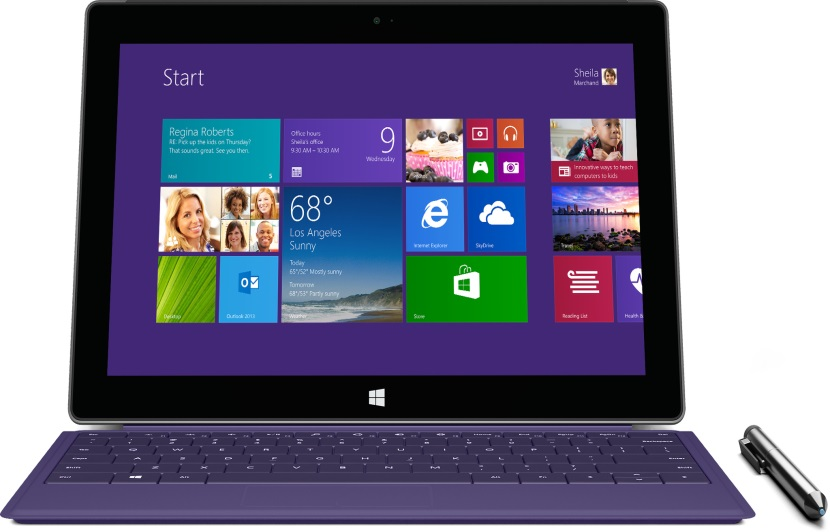 Start
Sheila
Marchand
Regina Roberts
RE: Pick up the kids on Thursday?
That sounds great. See you then.
Mail
5
Office hours
Sheila's office
9:30 AM – 10:30 AM
9
Wednesday
Innovative ways to teach
computers to kids
68°
Los Angeles
Sunny
Today
65°/52° Mostly sunny
Tomorrow
68°/53° Partly sunny
Weather
Internet Explorer
SkyDrive
Travel
Desktop
Outlook 2013
Store
Reading List
Health &
Q W E R T Y U I O P
A S D F G H J K L
Z X C V B N M